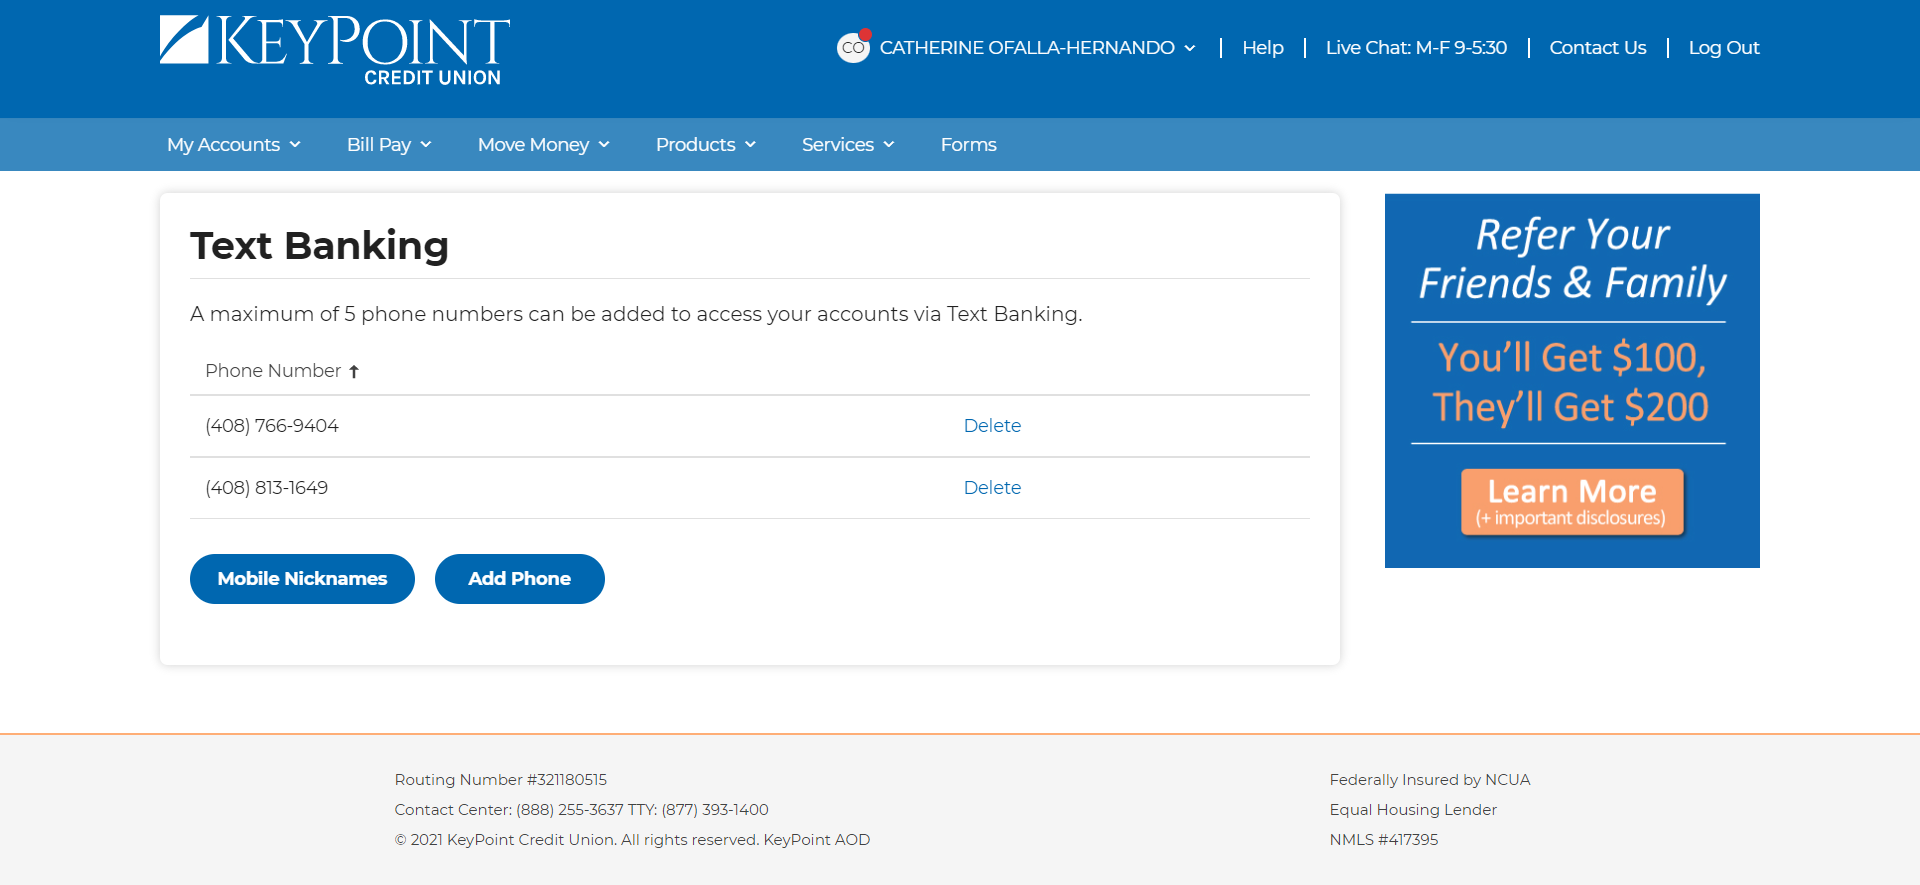 KEYPOINT
CREDIT UNION
CO CATHERINE OFALLA-HERNANDO | Help | Live Chat: M-F 9-5:30 | Contact Us | Log Out
My Accounts Bill Pay Move Money Products Services Forms
Text Banking
A maximum of 5 phone numbers can be added to access your accounts via Text Banking.
Phone Number
(408) 766-9404 Delete
(408) 813-1649 Delete
Mobile Nicknames Add Phone
Refer Your
Friends & Family
You'll Get $100,
They'll Get $200
Learn More
(+ important disclosures)
Routing Number #321180515
Contact Center: (888) 255-3637 TTY: (877) 393-1400
© 2021 KeyPoint Credit Union. All rights reserved. KeyPoint AOD
Federally Insured by NCUA
Equal Housing Lender
NMLS #417395